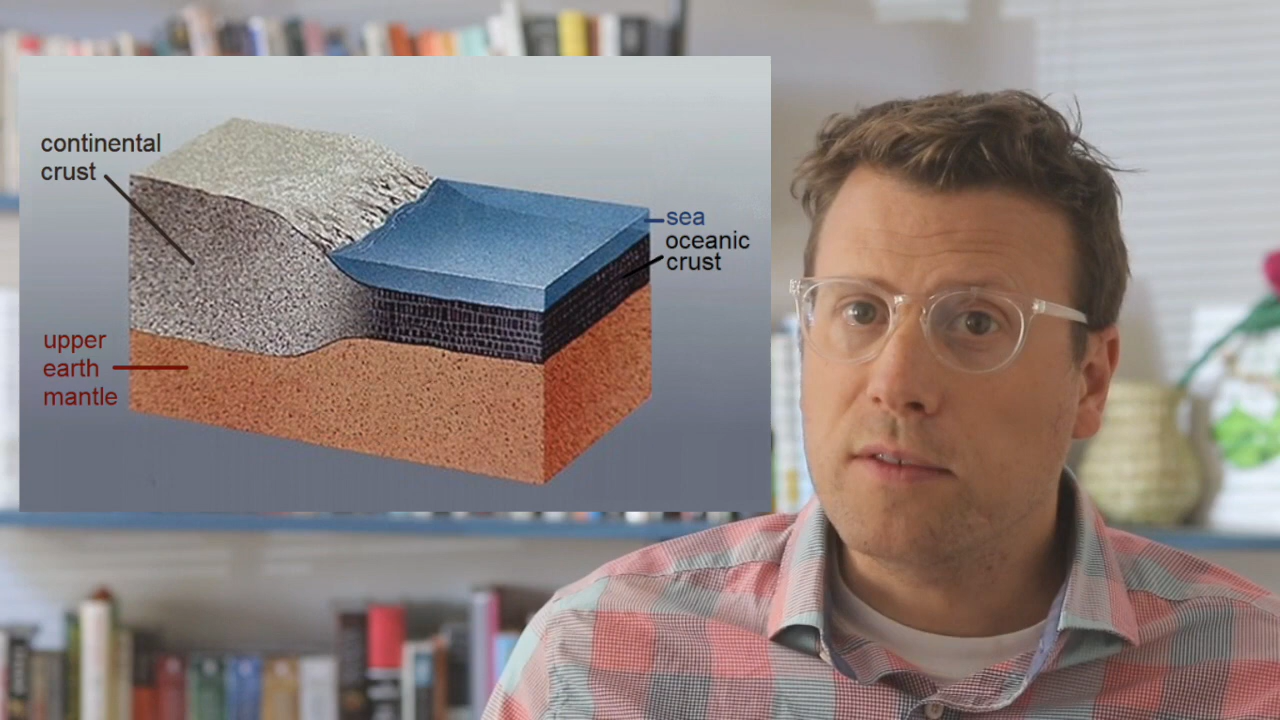 continental
crust
sea
oceanic
crust
upper
earth
mantle